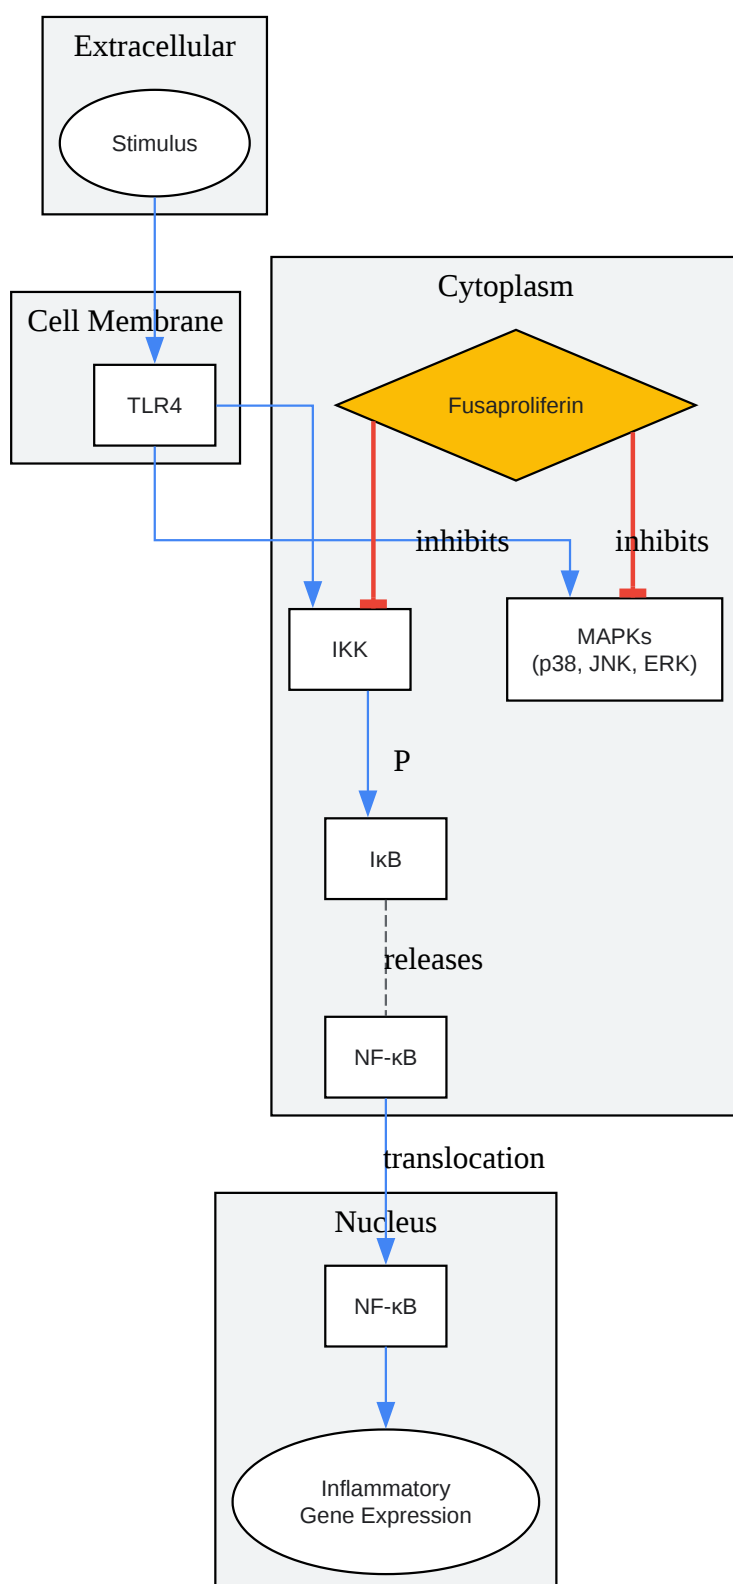 Extracellular
Stimulus
Cell Membrane
TLR4
Cytoplasm
Fusaproliferin
inhibits
inhibits
IKK
MAPKs
(p38, JNK, ERK)
P
IκB
releases
NF-κB
translocation
Nucleus
NF-κB
Inflammatory
Gene Expression